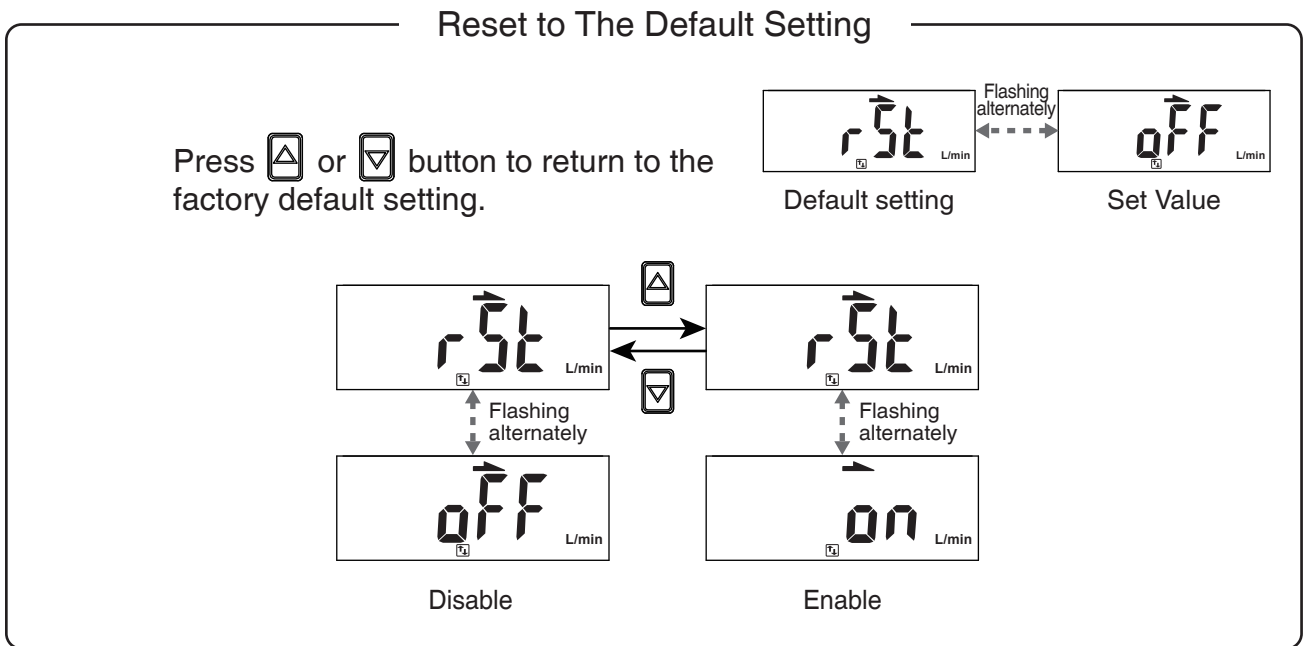 Reset to The Default Setting
Flashing
alternately
rSt L/min
oFF L/min
Default setting
Set Value
Press or button to return to the
factory default setting.
rSt L/min
rSt L/min
Flashing
alternately
Flashing
alternately
oFF L/min
on L/min
Disable
Enable